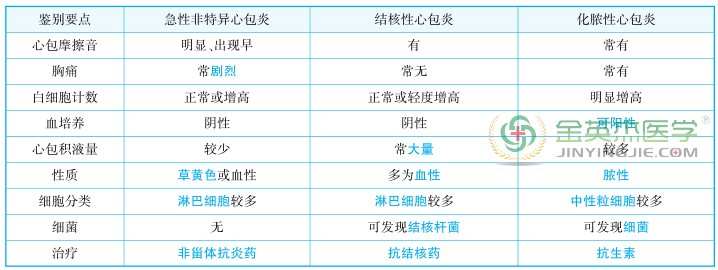 鉴别要点 急性非特异心包炎 结核性心包炎 化脓性心包炎
心包摩擦音 明显、出现早 有 常有
胸痛 常剧烈 常无 常有
白细胞计数 正常或增高 正常或轻度增高 明显增高
血培养 阴性 阴性 可阳性
心包积液量 较少 常大量 较多
性质 草黄色或血性 多为血性 脓性
细胞分类 淋巴细胞较多 淋巴细胞较多 中性粒细胞较多
细菌 无 可发现结核杆菌 可发现细菌
治疗 非甾体抗炎药 抗结核药 抗生素
金英杰医学®
JINYINGJIE.COM